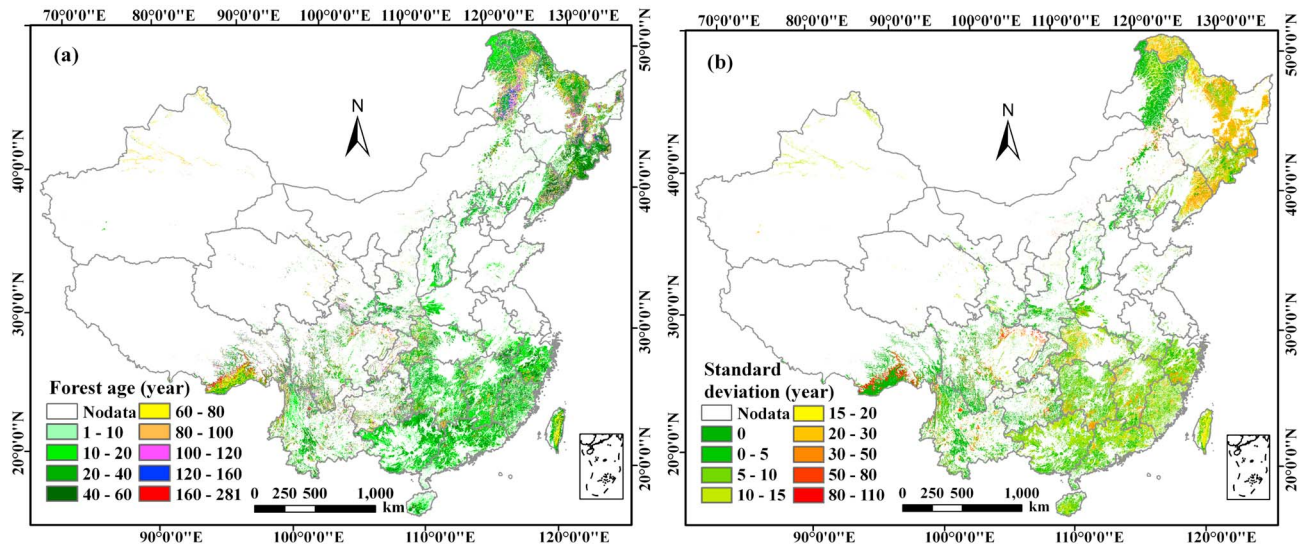 70°0'0"E 80°0'0"E 90°0'0"E 100°0'0"E 110°0'0"E 120°0'0"E 130°0'0"E
(a)
N
50°0'0"N
40°0'0"N
30°0'0"N
20°0'0"N
40°0'0"N
30°0'0"N
20°0'0"N
Forest age (year)
Nodata
1 - 10
10 - 20
20 - 40
40 - 60
60 - 80
80 - 100
100 - 120
120 - 160
160 - 281
0 250 500 1,000
km
90°0'0"E 100°0'0"E 110°0'0"E 120°0'0"E
70°0'0"E 80°0'0"E 90°0'0"E 100°0'0"E 110°0'0"E 120°0'0"E 130°0'0"E
(b)
N
50°0'0"N
40°0'0"N
30°0'0"N
20°0'0"N
40°0'0"N
30°0'0"N
20°0'0"N
Standard
deviation (year)
Nodata
0
0 - 5
5 - 10
10 - 15
15 - 20
20 - 30
30 - 50
50 - 80
80 - 110
0 250 500 1,000
km
90°0'0"E 100°0'0"E 110°0'0"E 120°0'0"E